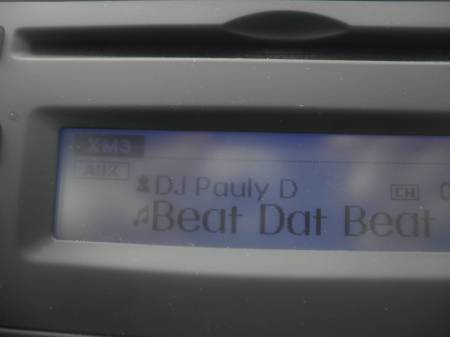 XM3
AUX
DJ Pauly D
CH
Beat Dat Beat